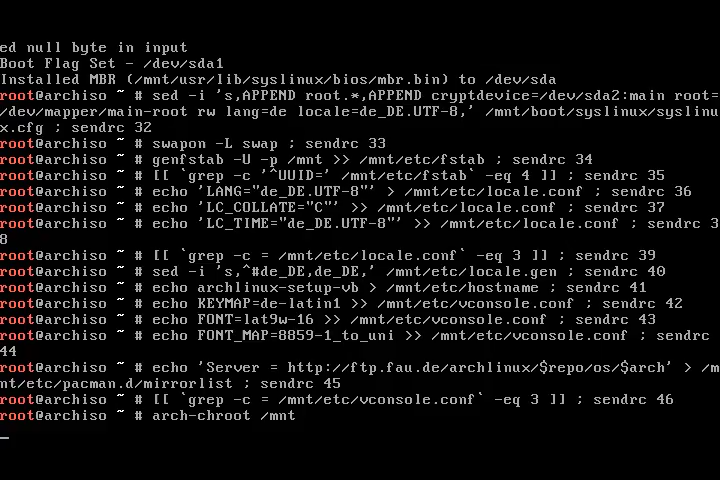 ed null byte in input
Boot Flag Set - /dev/sda1
Installed MBR (/mnt/usr/lib/syslinux/bios/mbr.bin) to /dev/sda
root@archiso ~ # sed -i 's,APPEND root.*,APPEND cryptdevice=/dev/sda2:main root=
/dev/mapper/main-root rw lang=de locale=de_DE.UTF-8,' /mnt/boot/syslinux/syslinu
x.cfg ; sendrc 32
root@archiso ~ # swapon -L swap ; sendrc 33
root@archiso ~ # genfstab -U -p /mnt >> /mnt/etc/fstab ; sendrc 34
root@archiso ~ # [[ `grep -c '^UUID=' /mnt/etc/fstab` -eq 4 ]] ; sendrc 35
root@archiso ~ # echo 'LANG="de_DE.UTF-8"' > /mnt/etc/locale.conf ; sendrc 36
root@archiso ~ # echo 'LC_COLLATE="C"' >> /mnt/etc/locale.conf ; sendrc 37
root@archiso ~ # echo 'LC_TIME="de_DE.UTF-8"' >> /mnt/etc/locale.conf ; sendrc 3
8
root@archiso ~ # [[ `grep -c = /mnt/etc/locale.conf` -eq 3 ]] ; sendrc 39
root@archiso ~ # sed -i 's,^#de_DE,de_DE,' /mnt/etc/locale.gen ; sendrc 40
root@archiso ~ # echo archlinux-setup-vb > /mnt/etc/hostname ; sendrc 41
root@archiso ~ # echo KEYMAP=de-latin1 >> /mnt/etc/vconsole.conf ; sendrc 42
root@archiso ~ # echo FONT=lat9w-16 >> /mnt/etc/vconsole.conf ; sendrc 43
root@archiso ~ # echo FONT_MAP=8859-1_to_uni >> /mnt/etc/vconsole.conf ; sendrc 
44
root@archiso ~ # echo 'Server = http://ftp.fau.de/archlinux/$repo/os/$arch' > /m
nt/etc/pacman.d/mirrorlist ; sendrc 45
root@archiso ~ # [[ `grep -c = /mnt/etc/vconsole.conf` -eq 3 ]] ; sendrc 46
root@archiso ~ # arch-chroot /mnt